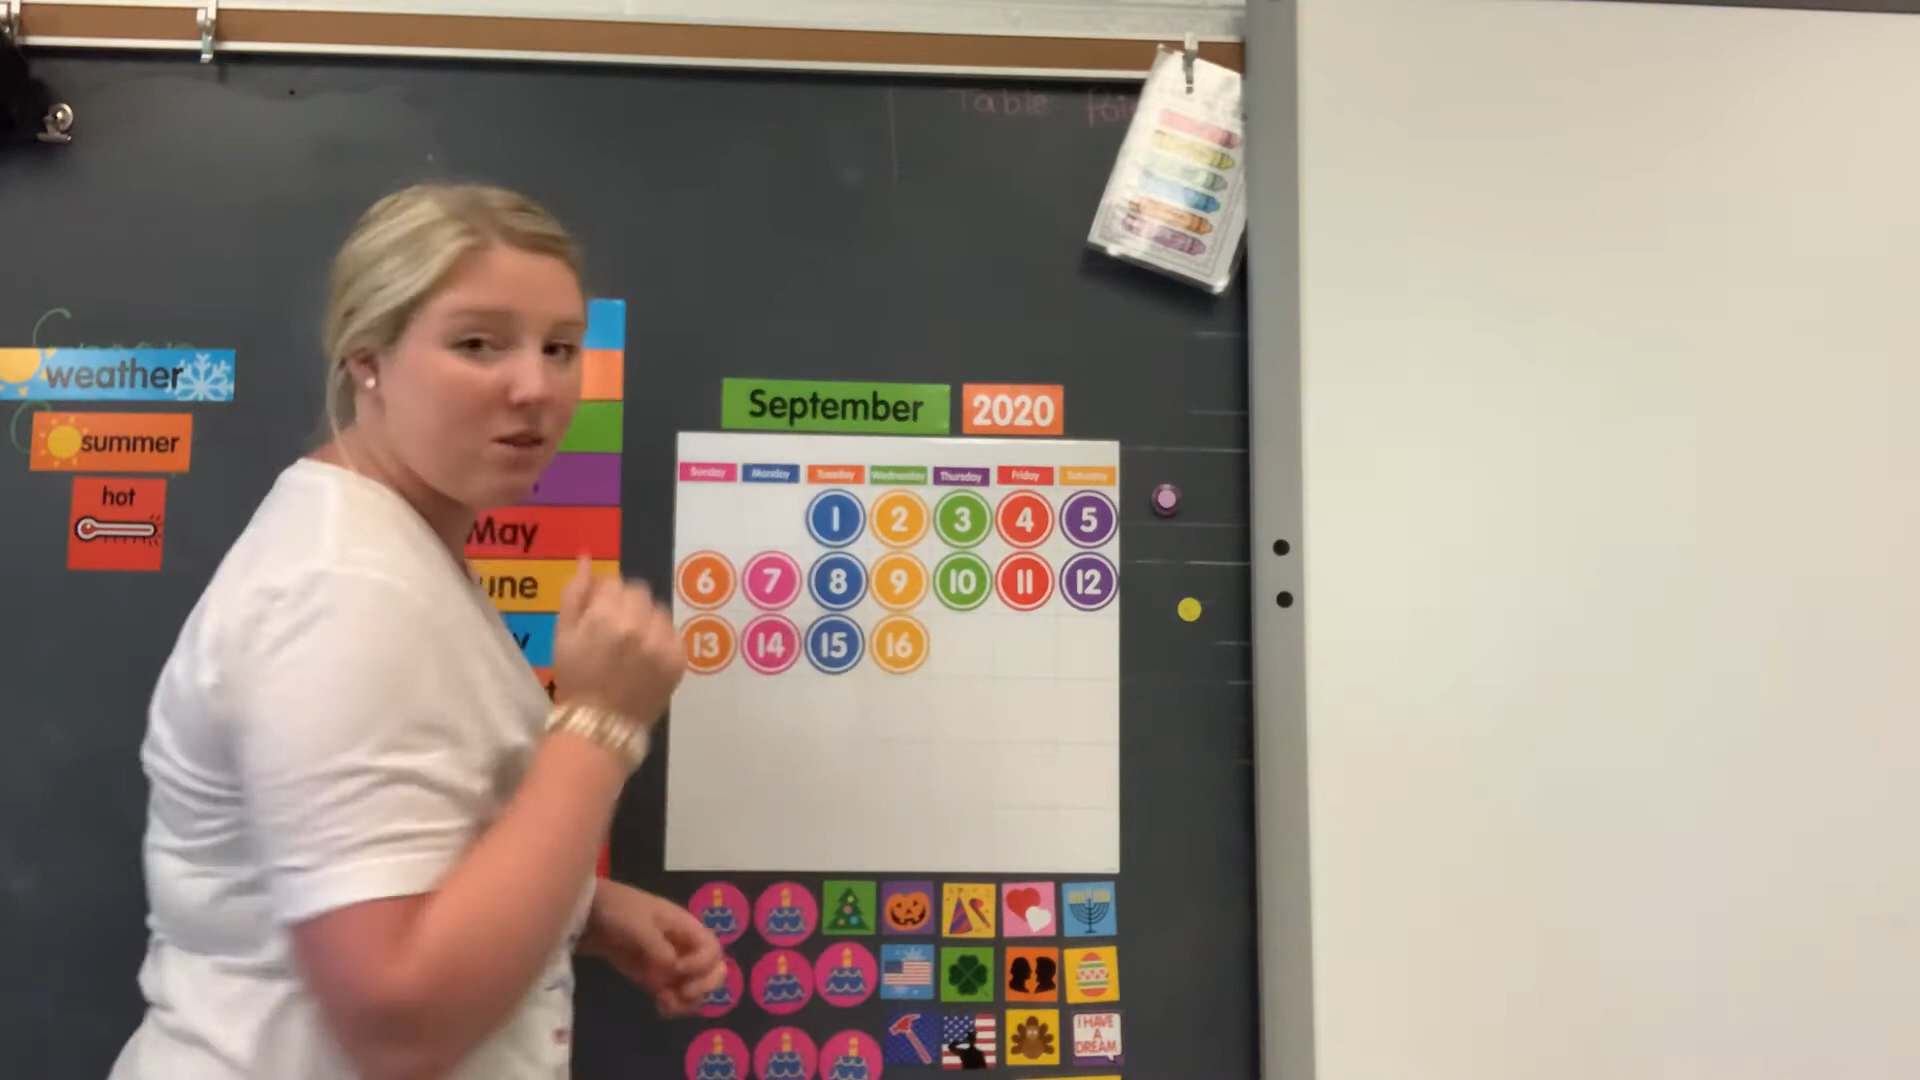 Table
weather
summer
hot
May
une
y
t
September 2020
Sunday Monday Tuesday Wednesday Thursday Friday Saturday
1 2 3 4 5
6 7 8 9 10 11 12
13 14 15 16
I HAVE
A
DREAM